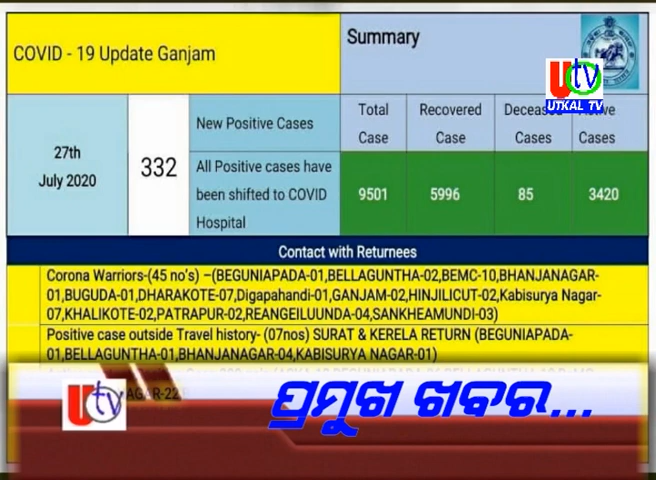 COVID - 19 Update Ganjam
Summary
UTV
UTKAL TV
27th
July 2020
332
New Positive Cases
All Positive cases have
been shifted to COVID
Hospital
Total
Case
Recovered
Case
Cases
Cases
9501
5996
85
3420
Contact with Returnees
Corona Warriors-(45 no's) –(BEGUNIAPADA-01,BELLAGUNTHA-02,BEMC-10,BHANJANAGAR-
01,BUGUDA-01,DHARAKOTE-07,Digapahandi-01,GANJAM-02,HINJILICUT-02,Kabisurya Nagar-
07,KHALIKOTE-02,PATRAPUR-02,REANGEILUUNDA-04,SANKHEAMUNDI-03)
Positive case outside Travel history- (07nos) SURAT & KERELA RETURN (BEGUNIAPADA-
01,BELLAGUNTHA-01,BHANJANAGAR-04,KABISURYA NAGAR-01)
UTV
ପ୍ରମୁଖ ଖବର...